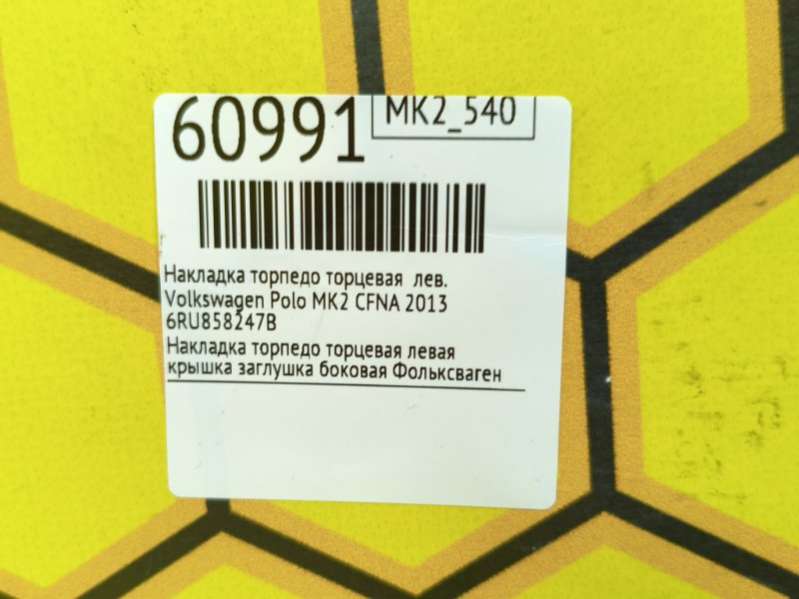 60991
MK2_540
Накладка торпедо торцевая лев.
Volkswagen Polo MK2 CFNA 2013
6RU858247B
Накладка торпедо торцевая левая
крышка заглушка боковая Фольксваген